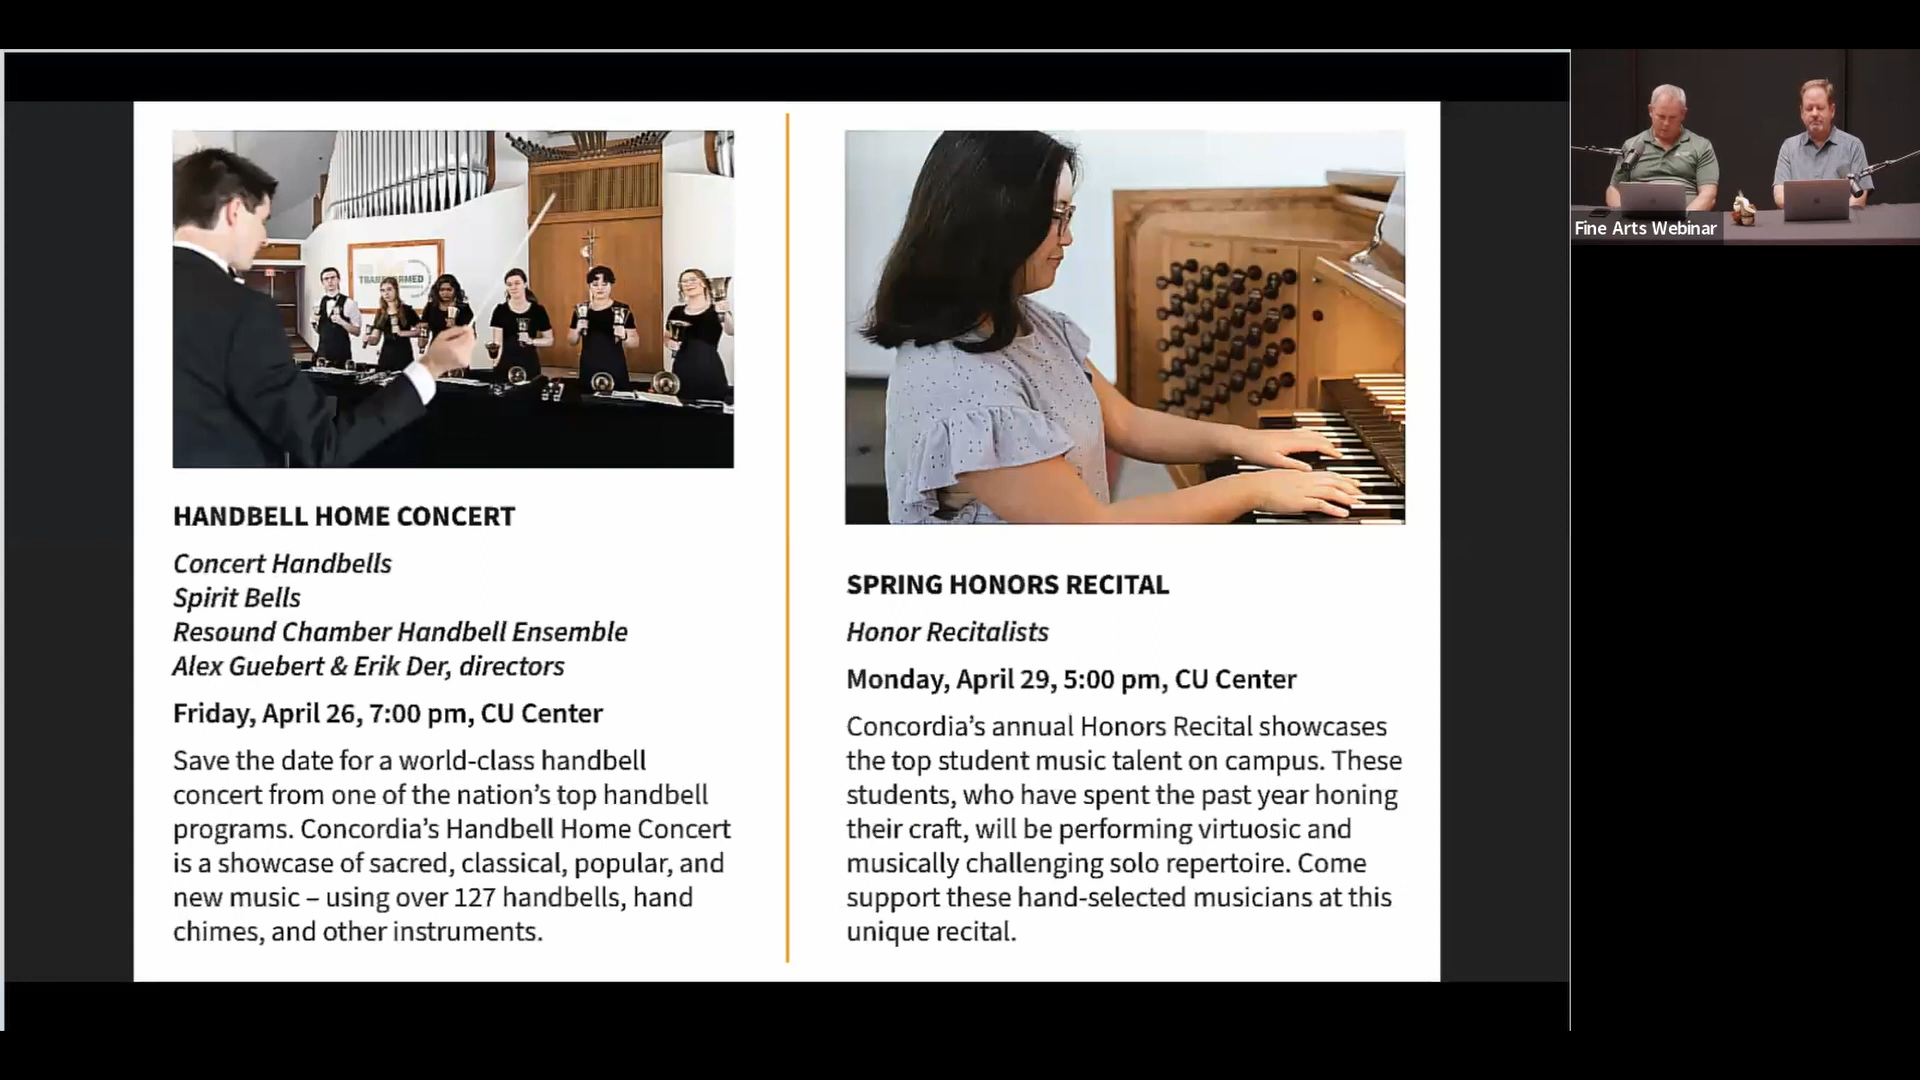 TRANSFORMED
HANDBELL HOME CONCERT
Concert Handbells
Spirit Bells
Resound Chamber Handbell Ensemble
Alex Guebert & Erik Der, directors
Friday, April 26, 7:00 pm, CU Center
Save the date for a world-class handbell
concert from one of the nation’s top handbell
programs. Concordia’s Handbell Home Concert
is a showcase of sacred, classical, popular, and
new music – using over 127 handbells, hand
chimes, and other instruments.
SPRING HONORS RECITAL
Honor Recitalists
Monday, April 29, 5:00 pm, CU Center
Concordia’s annual Honors Recital showcases
the top student music talent on campus. These
students, who have spent the past year honing
their craft, will be performing virtuosic and
musically challenging solo repertoire. Come
support these hand-selected musicians at this
unique recital.
Fine Arts Webinar